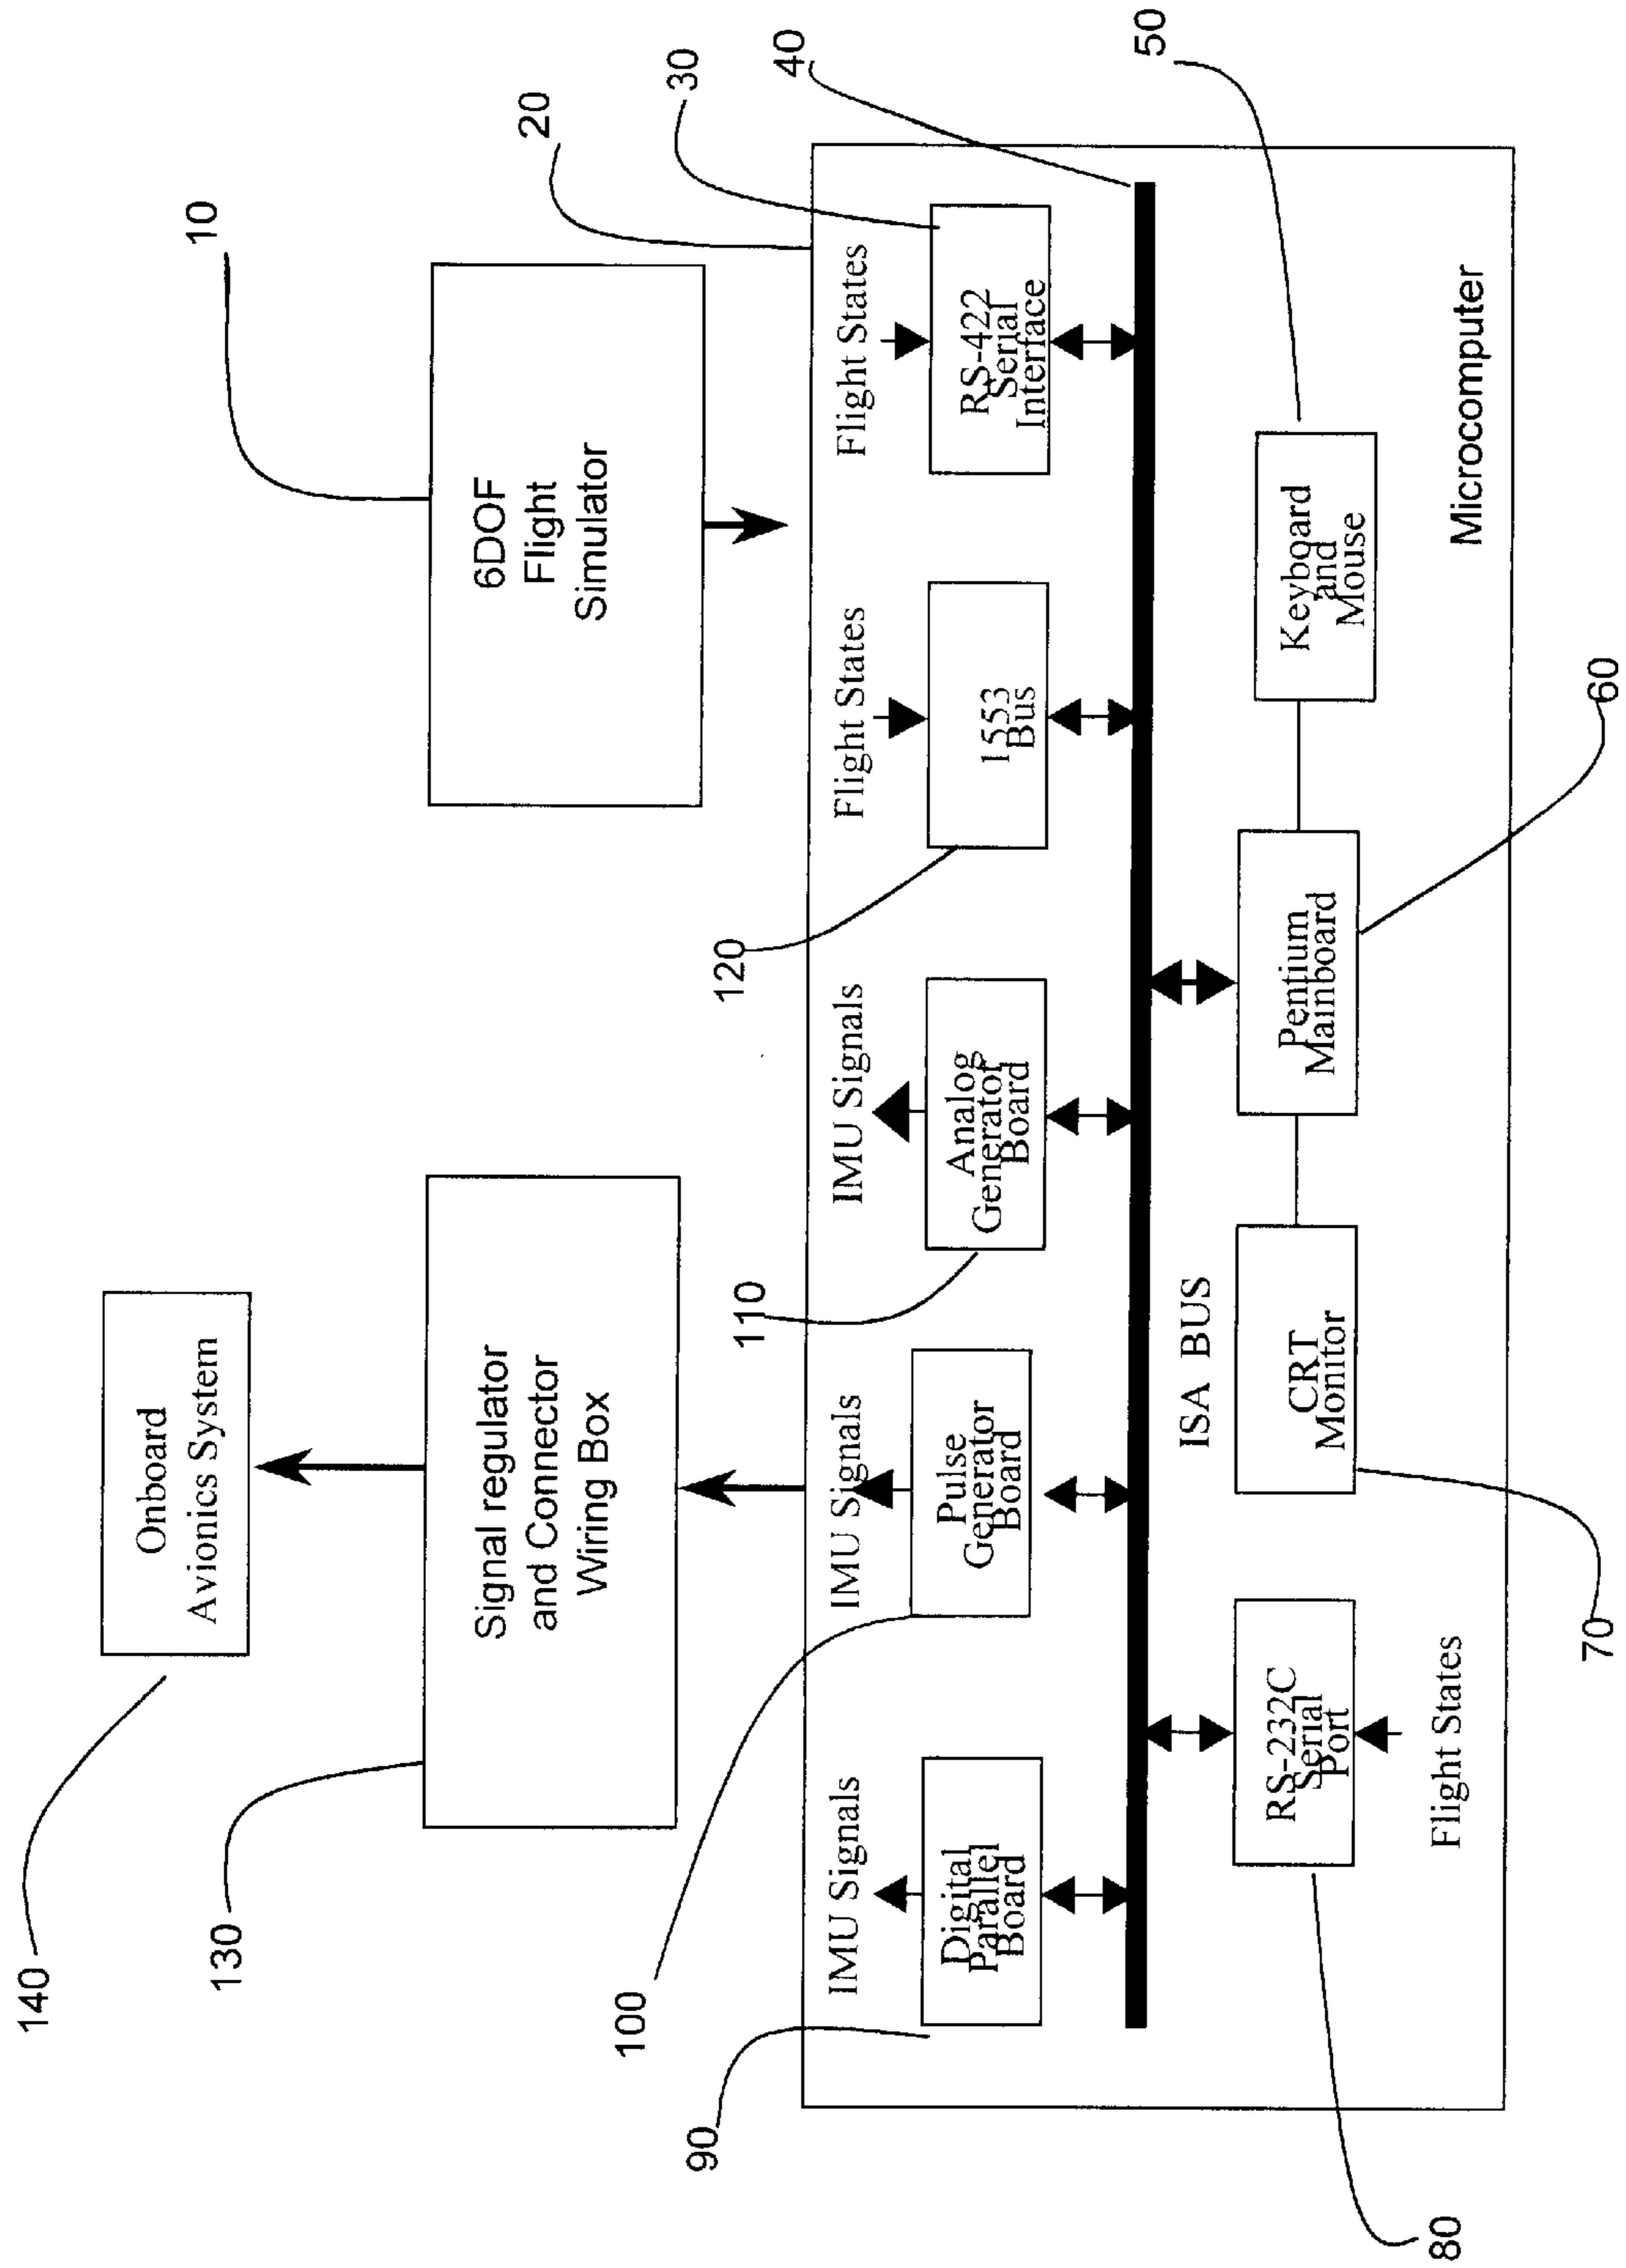 140
Onboard
Avionics System
130
Signal regulator
and Connector
Wiring Box
10
6DOF
Flight
Simulator
20
30
40
50
90
100
110
120
IMU Signals
IMU Signals
IMU Signals
Flight States
Flight States
Digital
Parallel
Board
Pulse
Generator
Board
Analog
Generator
Board
1553
Bus
RS-422
Serial
Interface
ISA BUS
RS-232C
Serial
Port
CRT
Monitor
Pentium
Mainboard
Keyboard
and
Mouse
Flight States
Microcomputer
80
70
60